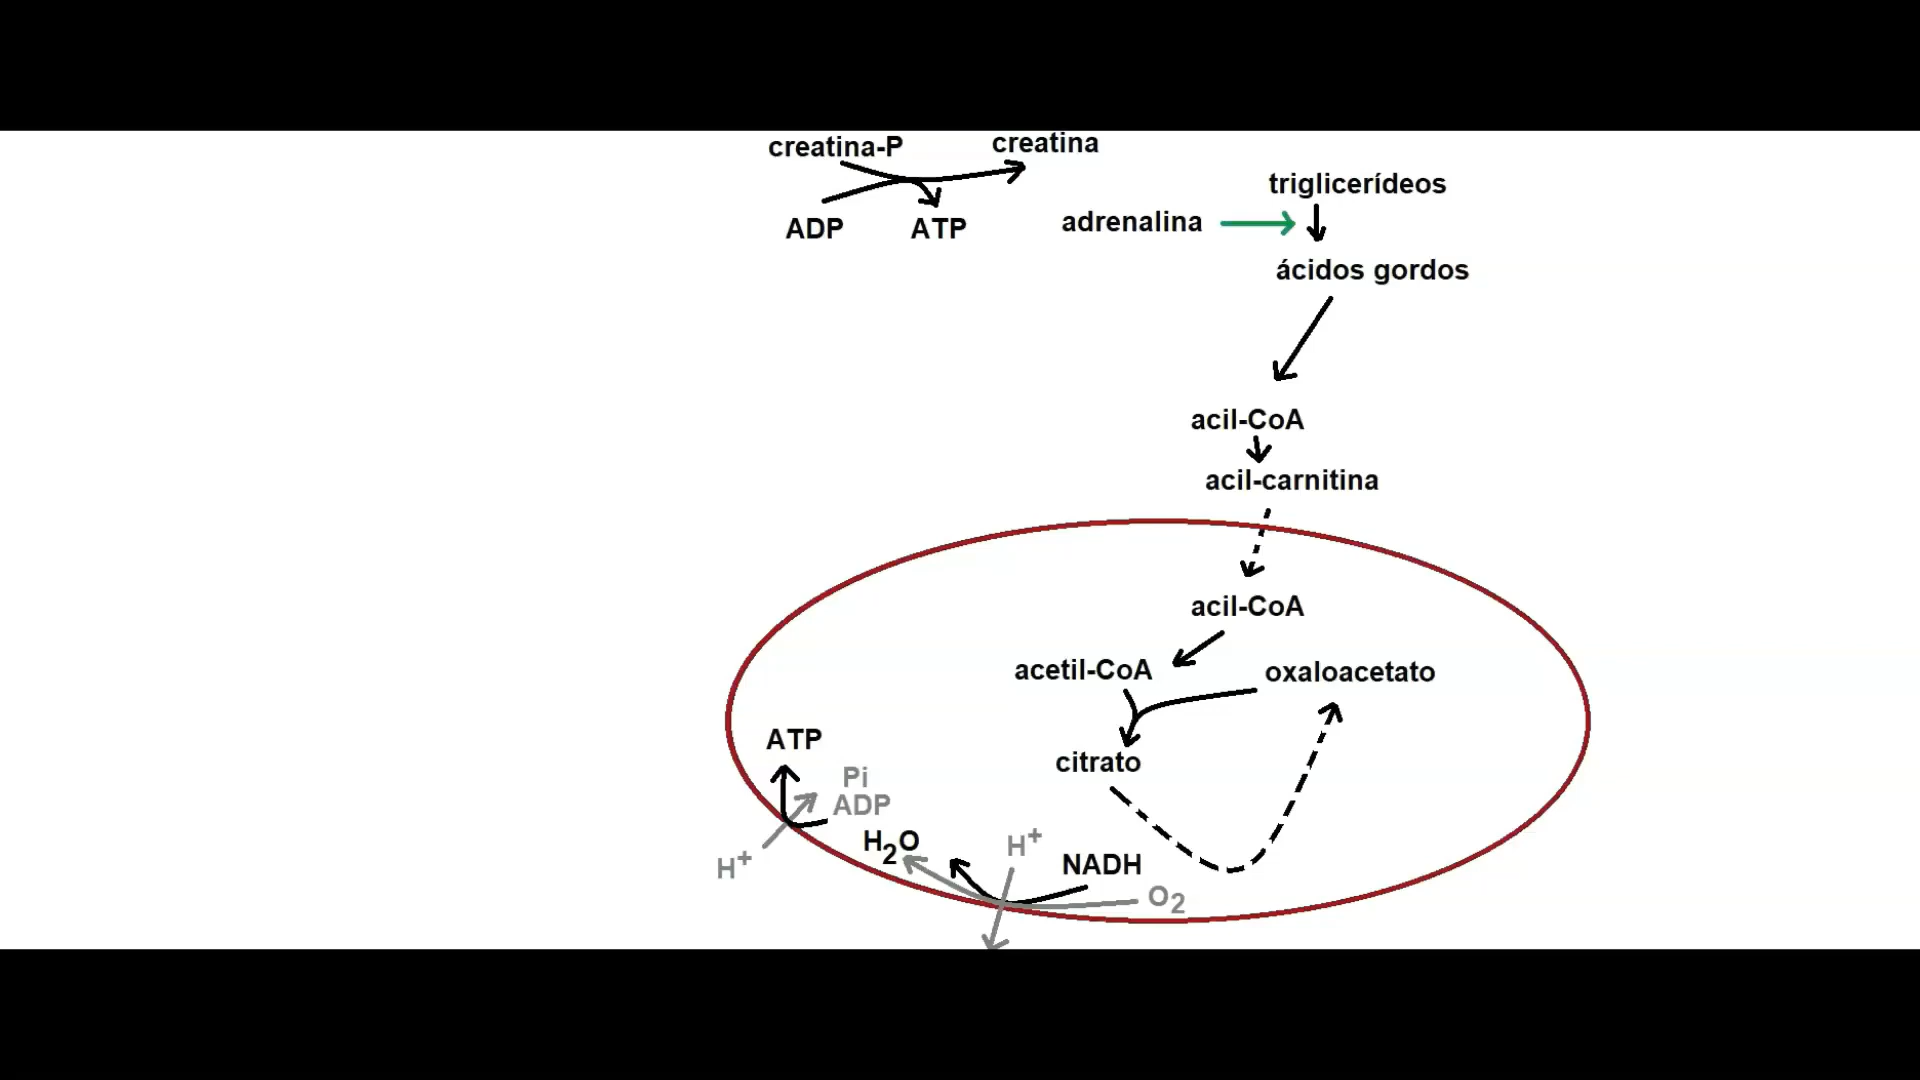 creatina-P
creatina
ADP
ATP
triglicerídeos
adrenalina
ácidos gordos
acil-CoA
acil-carnitina
acil-CoA
acetil-CoA
oxaloacetato
citrato
ATP
Pi
ADP
H+
H2O
H+
NADH
O2